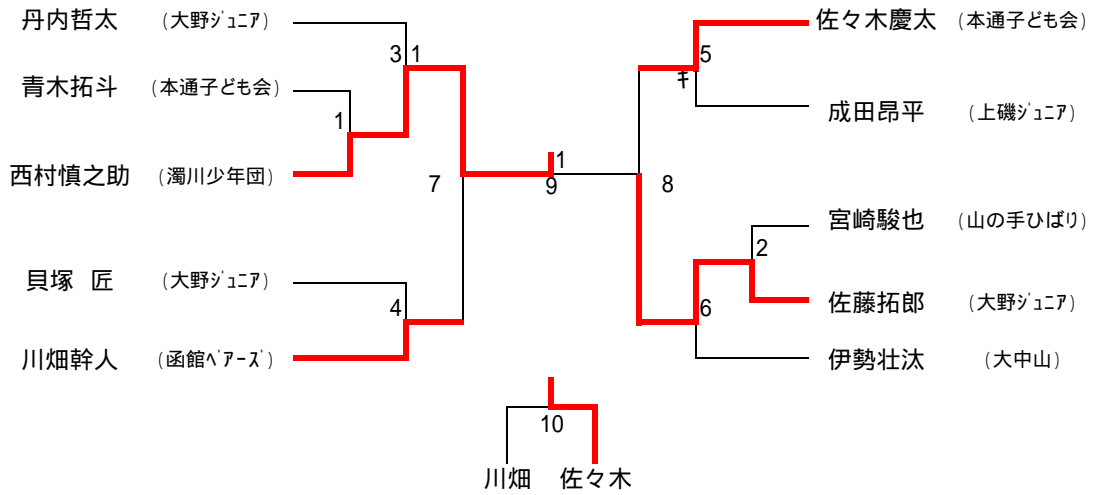 丹内哲太 (大野ｼﾞｭﾆｱ)
3 1
青木拓斗 (本通子ども会)
1
西村慎之助 (濁川少年団)
7
貝塚 匠 (大野ｼﾞｭﾆｱ)
4
川畑幹人 (函館ﾍﾞｱｰｽﾞ)
1
9
佐々木慶太 (本通子ども会)
5
ｷ
成田昂平 (上磯ｼﾞｭﾆｱ)
8
宮崎駿也 (山の手ひばり)
2
佐藤拓郎 (大野ｼﾞｭﾆｱ)
6
伊勢壮汰 (大中山)
10
川畑 佐々木